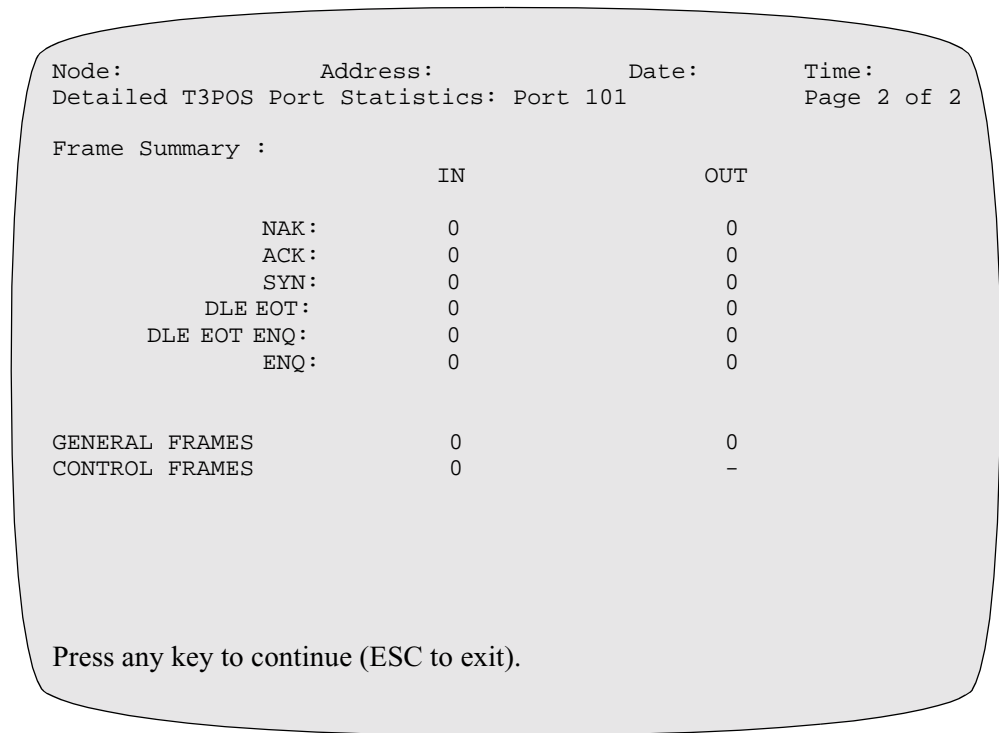 Node: Address: Date: Time:
Detailed T3POS Port Statistics: Port 101 Page 2 of 2
Frame Summary :
IN OUT
NAK: 0 0
ACK: 0 0
SYN: 0 0
DLE EOT: 0 0
DLE EOT ENQ: 0 0
ENQ: 0 0
GENERAL FRAMES 0 0
CONTROL FRAMES 0 -
Press any key to continue (ESC to exit).